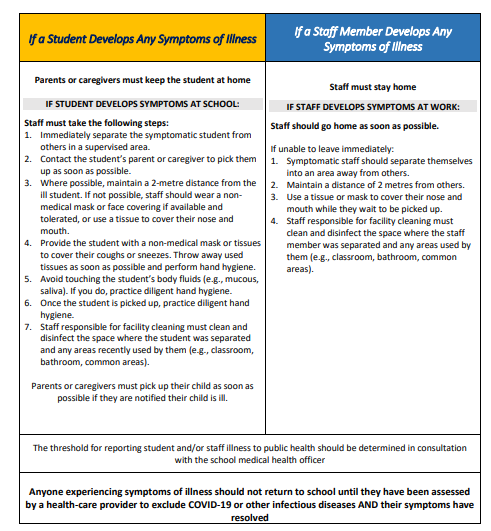 If a Student Develops Any Symptoms of Illness
Parents or caregivers must keep the student at home
IF STUDENT DEVELOPS SYMPTOMS AT SCHOOL:
Staff must take the following steps:
1. Immediately separate the symptomatic student from
others in a supervised area.
2. Contact the student's parent or caregiver to pick them
up as soon as possible.
3. Where possible, maintain a 2-metre distance from the
ill student. If not possible, staff should wear a non-
medical mask or face covering if available and
tolerated, or use a tissue to cover their nose and
mouth.
4. Provide the student with a non-medical mask or tissues
to cover their coughs or sneezes. Throw away used
tissues as soon as possible and perform hand hygiene.
5. Avoid touching the student's body fluids (e.g., mucous,
saliva). If you do, practice diligent hand hygiene.
6. Once the student is picked up, practice diligent hand
hygiene.
7. Staff responsible for facility cleaning must clean and
disinfect the space where the student was separated
and any areas recently used by them (e.g., classroom,
bathroom, common areas).
Parents or caregivers must pick up their child as soon as
possible if they are notified their child is ill.
If a Staff Member Develops Any
Symptoms of Illness
Staff must stay home
IF STAFF DEVELOPS SYMPTOMS AT WORK:
Staff should go home as soon as possible.
If unable to leave immediately:
1. Symptomatic staff should separate themselves
into an area away from others.
2. Maintain a distance of 2 metres from others.
3. Use a tissue or mask to cover their nose and
mouth while they wait to be picked up.
4. Staff responsible for facility cleaning must
clean and disinfect the space where the staff
member was separated and any areas used by
them (e.g., classroom, bathroom, common
areas).
The threshold for reporting student and/or staff illness to public health should be determined in consultation
with the school medical health officer
Anyone experiencing symptoms of illness should not return to school until they have been assessed
by a health-care provider to exclude COVID-19 or other infectious diseases AND their symptoms have
resolved